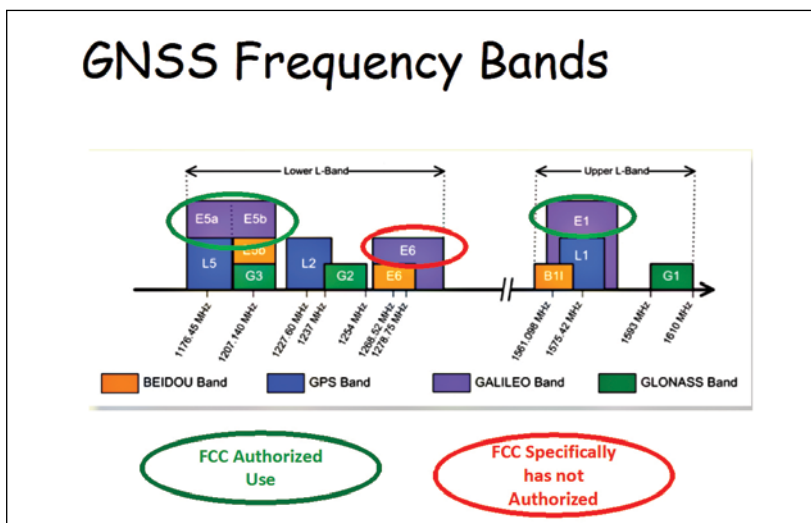 GNSS Frequency Bands
Lower L-Band
Upper L-Band
E5a
E5b
E1
E6
L5
E5b
L2
L1
G3
G2
E6
B1I
G1
1176.45 MHz
1207.140 MHz
1227.60 MHz
1237 MHz
1254 MHz
1268.52 MHz
1278.75 MHz
1561.098 MHz
1575.42 MHz
1593 MHz
1610 MHz
BEIDOU Band
GPS Band
GALILEO Band
GLONASS Band
FCC Authorized
Use
FCC Specifically
has not
Authorized